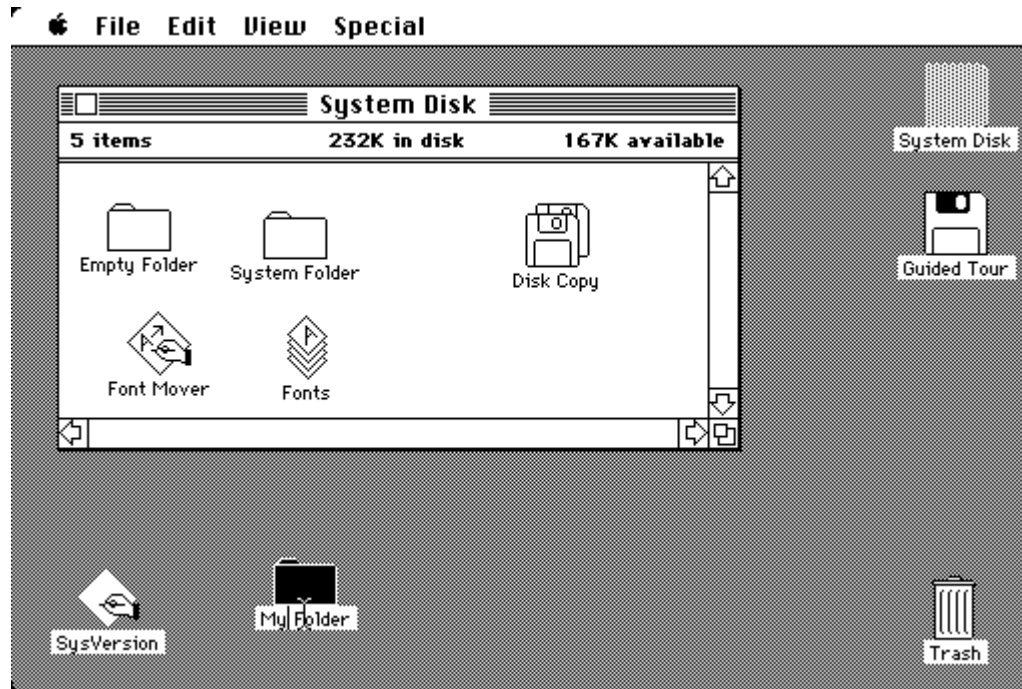 File Edit View Special
System Disk
5 items 232K in disk 167K available
Empty Folder
System Folder
Disk Copy
Font Mover
Fonts
System Disk
Guided Tour
SysVersion
My Folder
Trash